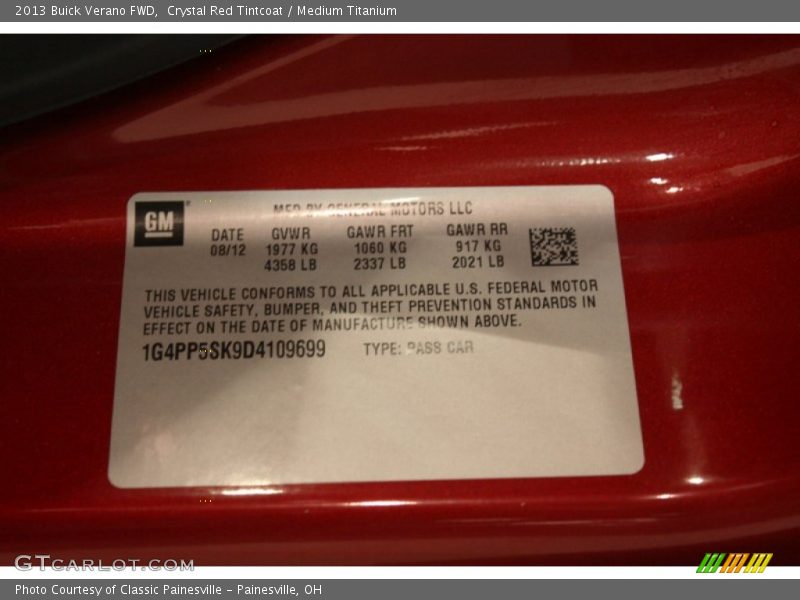 2013 Buick Verano FWD, Crystal Red Tintcoat / Medium Titanium
GM
MFD BY GENERAL MOTORS LLC
DATE GVWR GAWR FRT GAWR RR
08/12 1977 KG 1060 KG 917 KG
4358 LB 2337 LB 2021 LB
THIS VEHICLE CONFORMS TO ALL APPLICABLE U.S. FEDERAL MOTOR
VEHICLE SAFETY, BUMPER, AND THEFT PREVENTION STANDARDS IN
EFFECT ON THE DATE OF MANUFACTURE SHOWN ABOVE.
1G4PP5SK9D4109699 TYPE: PASS CAR
GTCARLOT.COM
Photo Courtesy of Classic Painesville - Painesville, OH